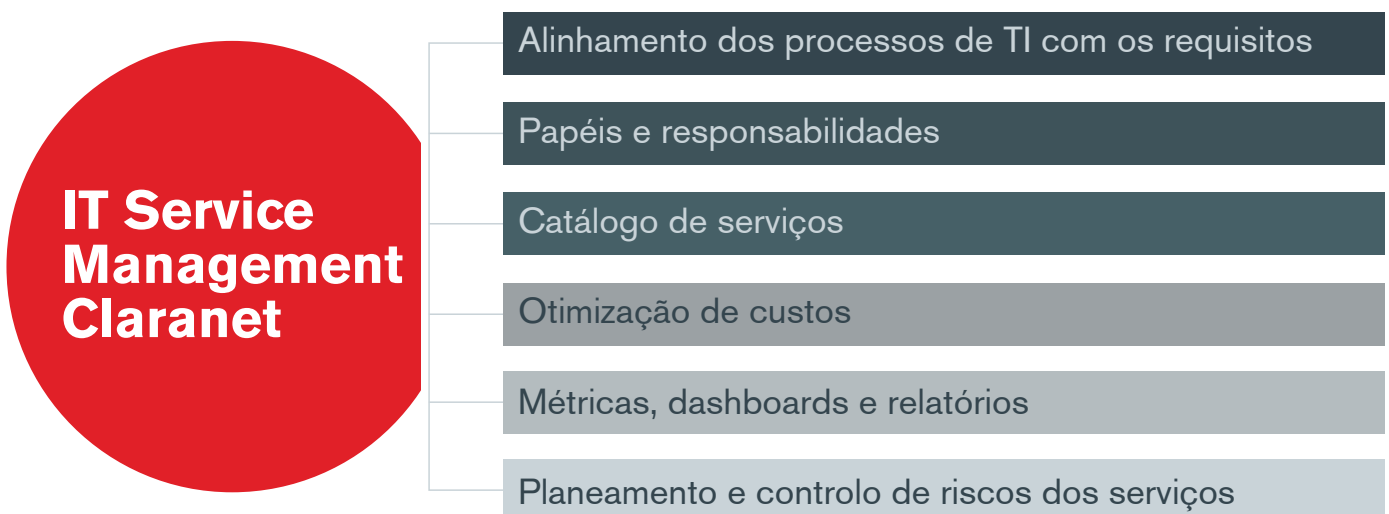 IT Service
Management
Claranet
Alinhamento dos processos de TI com os requisitos
Papéis e responsabilidades
Catálogo de serviços
Otimização de custos
Métricas, dashboards e relatórios
Planeamento e controlo de riscos dos serviços